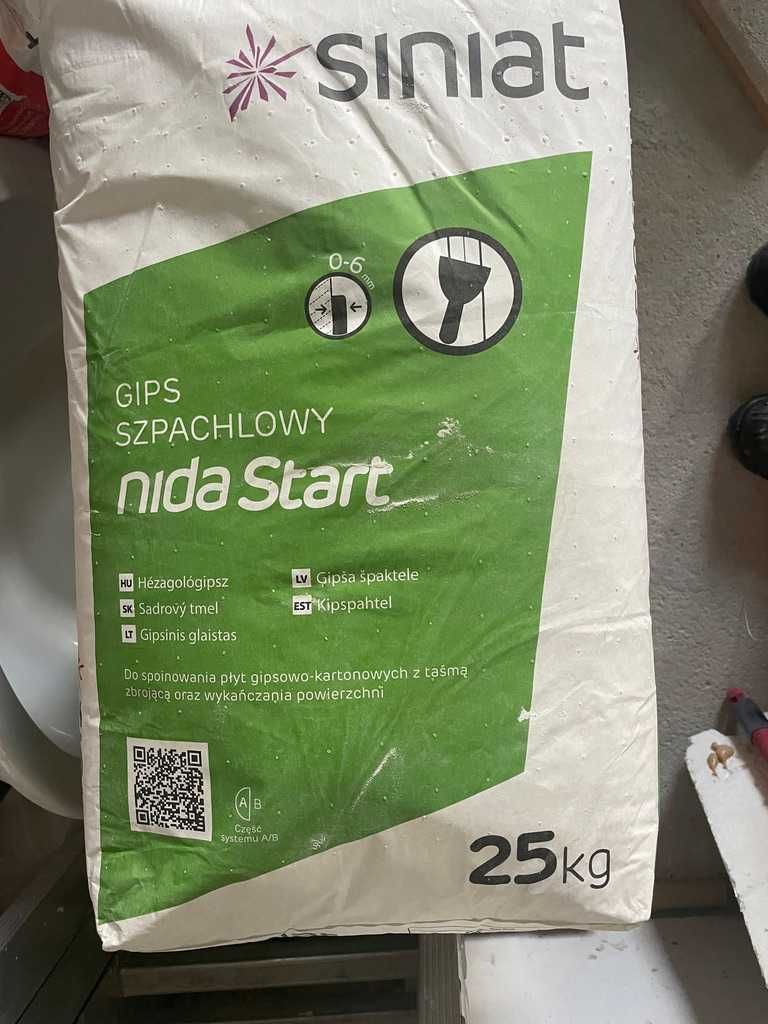 siniat
0-6 mm
GIPS
SZPACHLOWY
nida Start
HU Hézagológipsz
SK Sadrový tmel
LT Gipsinis glaistas
LV Ģipša špaktele
EST Kipspahtel
Do spoinowania płyt gipsowo-kartonowych z taśmą
zbrojącą oraz wykańczania powierzchni
A B
Część
systemu A/B
25kg